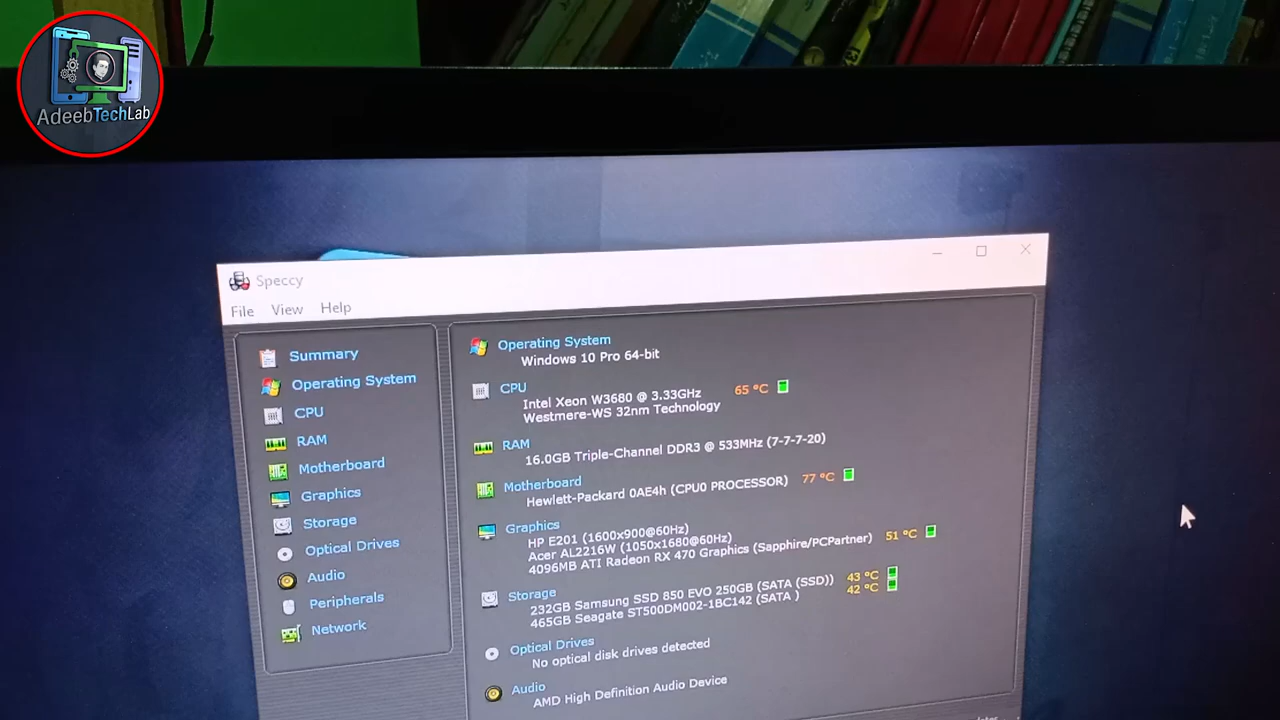 AdeebTechLab
Speccy
File View Help
Summary
Operating System
CPU
RAM
Motherboard
Graphics
Storage
Optical Drives
Audio
Peripherals
Network
Operating System
Windows 10 Pro 64-bit
CPU
Intel Xeon W3680 @ 3.33GHz 65 °C
Westmere-WS 32nm Technology
RAM
16.0GB Triple-Channel DDR3 @ 533MHz (7-7-7-20)
Motherboard
Hewlett-Packard 0AE4h (CPU0 PROCESSOR) 77 °C
Graphics
HP E201 (1600x900@60Hz)
Acer AL2216W (1050x1680@60Hz)
4096MB ATI Radeon RX 470 Graphics (Sapphire/PCPartner) 51 °C
Storage
232GB Samsung SSD 850 EVO 250GB (SATA (SSD)) 43 °C
465GB Seagate ST500DM002-1BC142 (SATA ) 42 °C
Optical Drives
No optical disk drives detected
Audio
AMD High Definition Audio Device